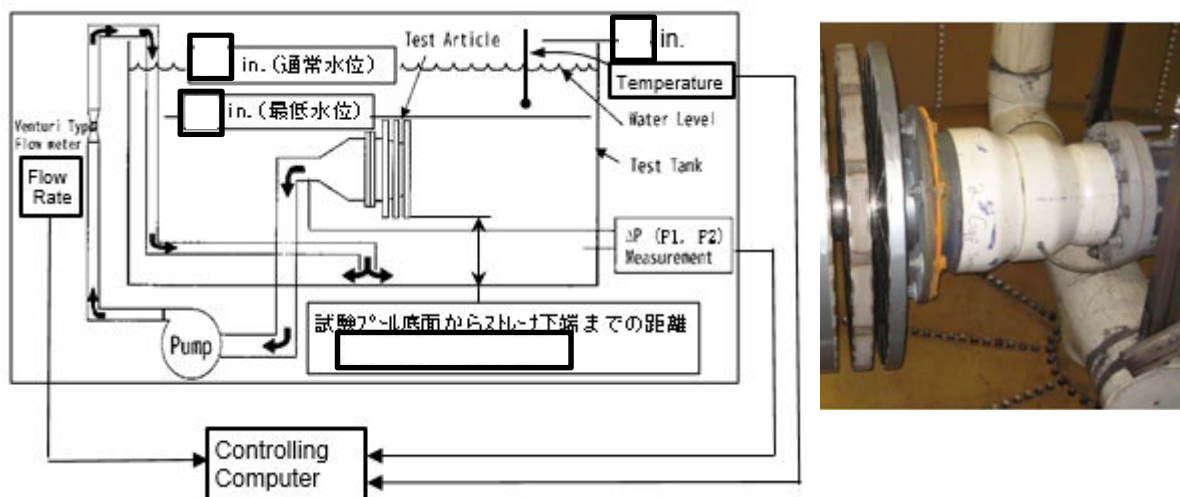 Test Article
in.
in. (通常水位)
Temperature
in. (最低水位)
Water Level
Venturi Type
Flow meter
Test Tank
Flow
Rate
ΔP (P1, P2)
Measurement
試験プール底面からストレーナ下端までの距離
Pump
Controlling
Computer